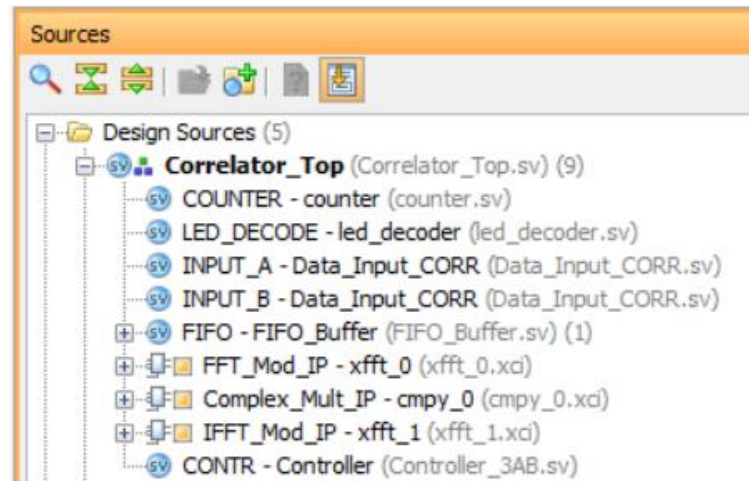 Sources
Design Sources (5)
Correlator_Top (Correlator_Top.sv) (9)
COUNTER - counter (counter.sv)
LED_DECODE - led_decoder (led_decoder.sv)
INPUT_A - Data_Input_CORR (Data_Input_CORR.sv)
INPUT_B - Data_Input_CORR (Data_Input_CORR.sv)
FIFO - FIFO_Buffer (FIFO_Buffer.sv) (1)
FFT_Mod_IP - xfft_0 (xfft_0.xci)
Complex_Mult_IP - cmpy_0 (cmpy_0.xci)
IFFT_Mod_IP - xfft_1 (xfft_1.xci)
CONTR - Controller (Controller_3AB.sv)